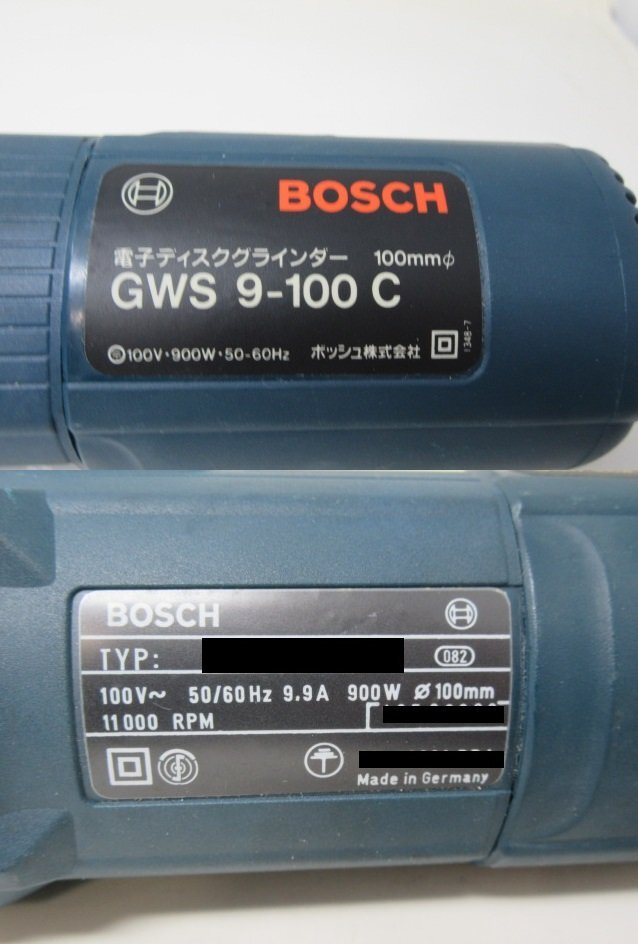 BOSCH
電子ディスクグラインダー 100mmφ
GWS 9-100 C
100V・900W・50-60Hz ボッシュ株式会社
1348-7
BOSCH
TYP: 082
100V~ 50/60Hz 9.9A 900W Ø100mm
11000 RPM
Made in Germany